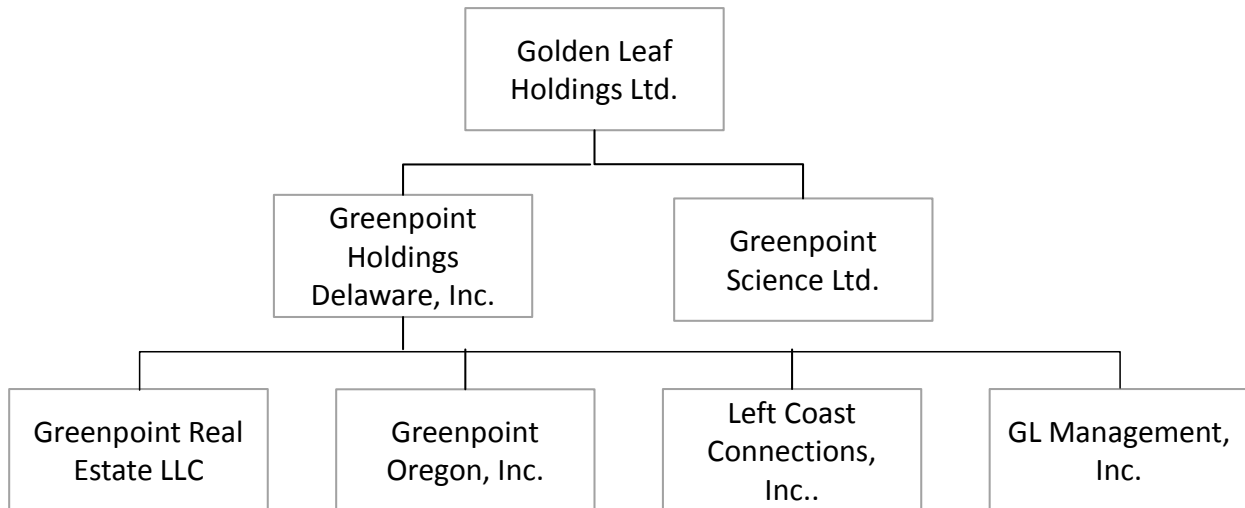 Golden Leaf
Holdings Ltd.
Greenpoint
Holdings
Delaware, Inc.
Greenpoint
Science Ltd.
Greenpoint Real
Estate LLC
Greenpoint
Oregon, Inc.
Left Coast
Connections,
Inc..
GL Management,
Inc.